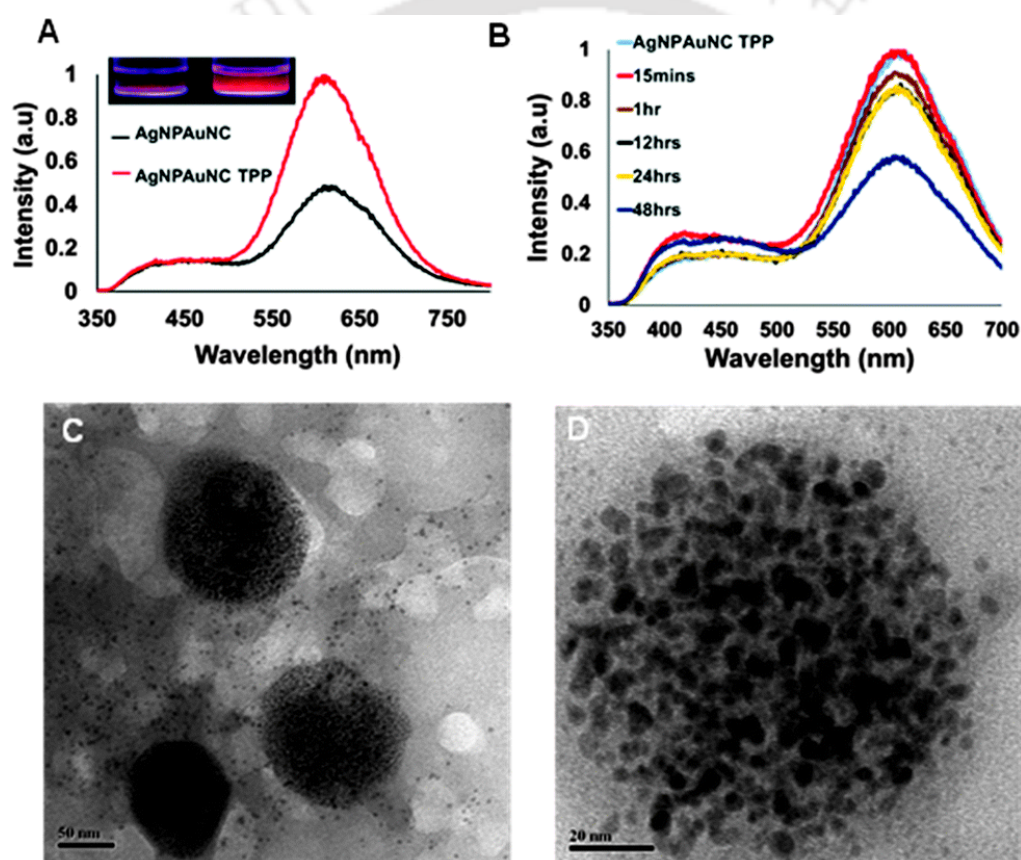 A
Intensity (a.u)
1
0.8
0.6
0.4
0.2
0
AgNPAuNC
AgNPAuNC TPP
350 450 550 650 750
Wavelength (nm)
B
Intensity (a.u)
1
0.8
0.6
0.4
0.2
0
AgNPAuNC TPP
15mins
1hr
12hrs
24hrs
48hrs
350 400 450 500 550 600 650 700
Wavelength (nm)
C
50 nm
D
20 nm